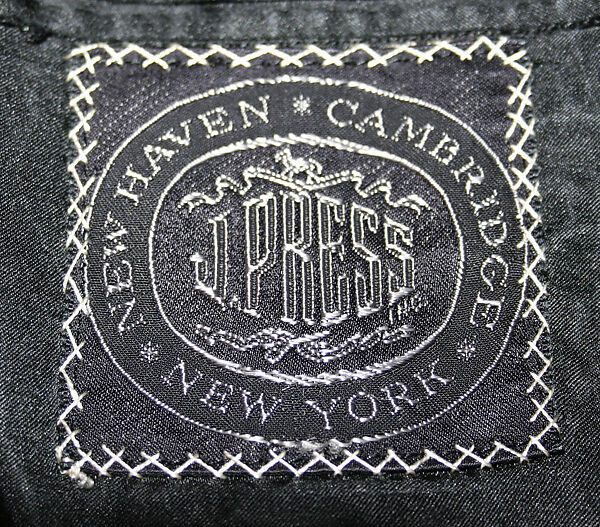 NEW HAVEN * CAMBRIDGE * NEW YORK *
J. PRESS
INC.